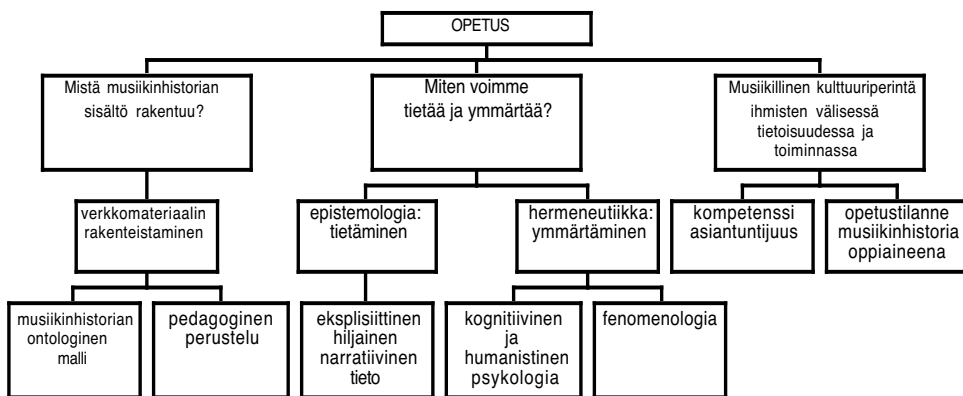 OPETUS
Mistä musiikinhistorian
sisältö rakentuu?
Miten voimme
tietää ja ymmärtää?
Musiikillinen kulttuuriperintä
ihmisten välisessä
tietoisuudessa ja
toiminnassa
verkkomateriaalin
rakenteistaminen
epistemologia:
tietäminen
hermeneutiikka:
ymmärtäminen
kompetenssi
asiantuntijuus
opetustilanne
musiikinhistoria
oppiaineena
musiikinhistorian
ontologinen
malli
pedagoginen
perustelu
eksplisiittinen
hiljainen
narratiivinen
tieto
kognitiivinen
ja
humanistinen
psykologia
fenomenologia